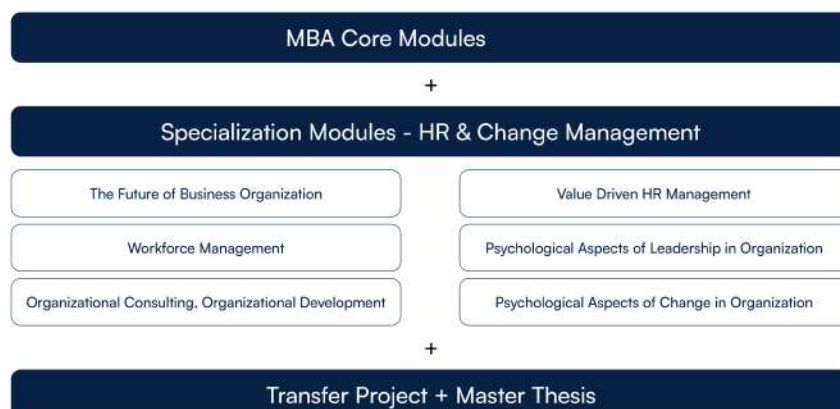 MBA Core Modules
+
Specialization Modules - HR & Change Management
The Future of Business Organization
Value Driven HR Management
Workforce Management
Psychological Aspects of Leadership in Organization
Organizational Consulting, Organizational Development
Psychological Aspects of Change in Organization
+
Transfer Project + Master Thesis